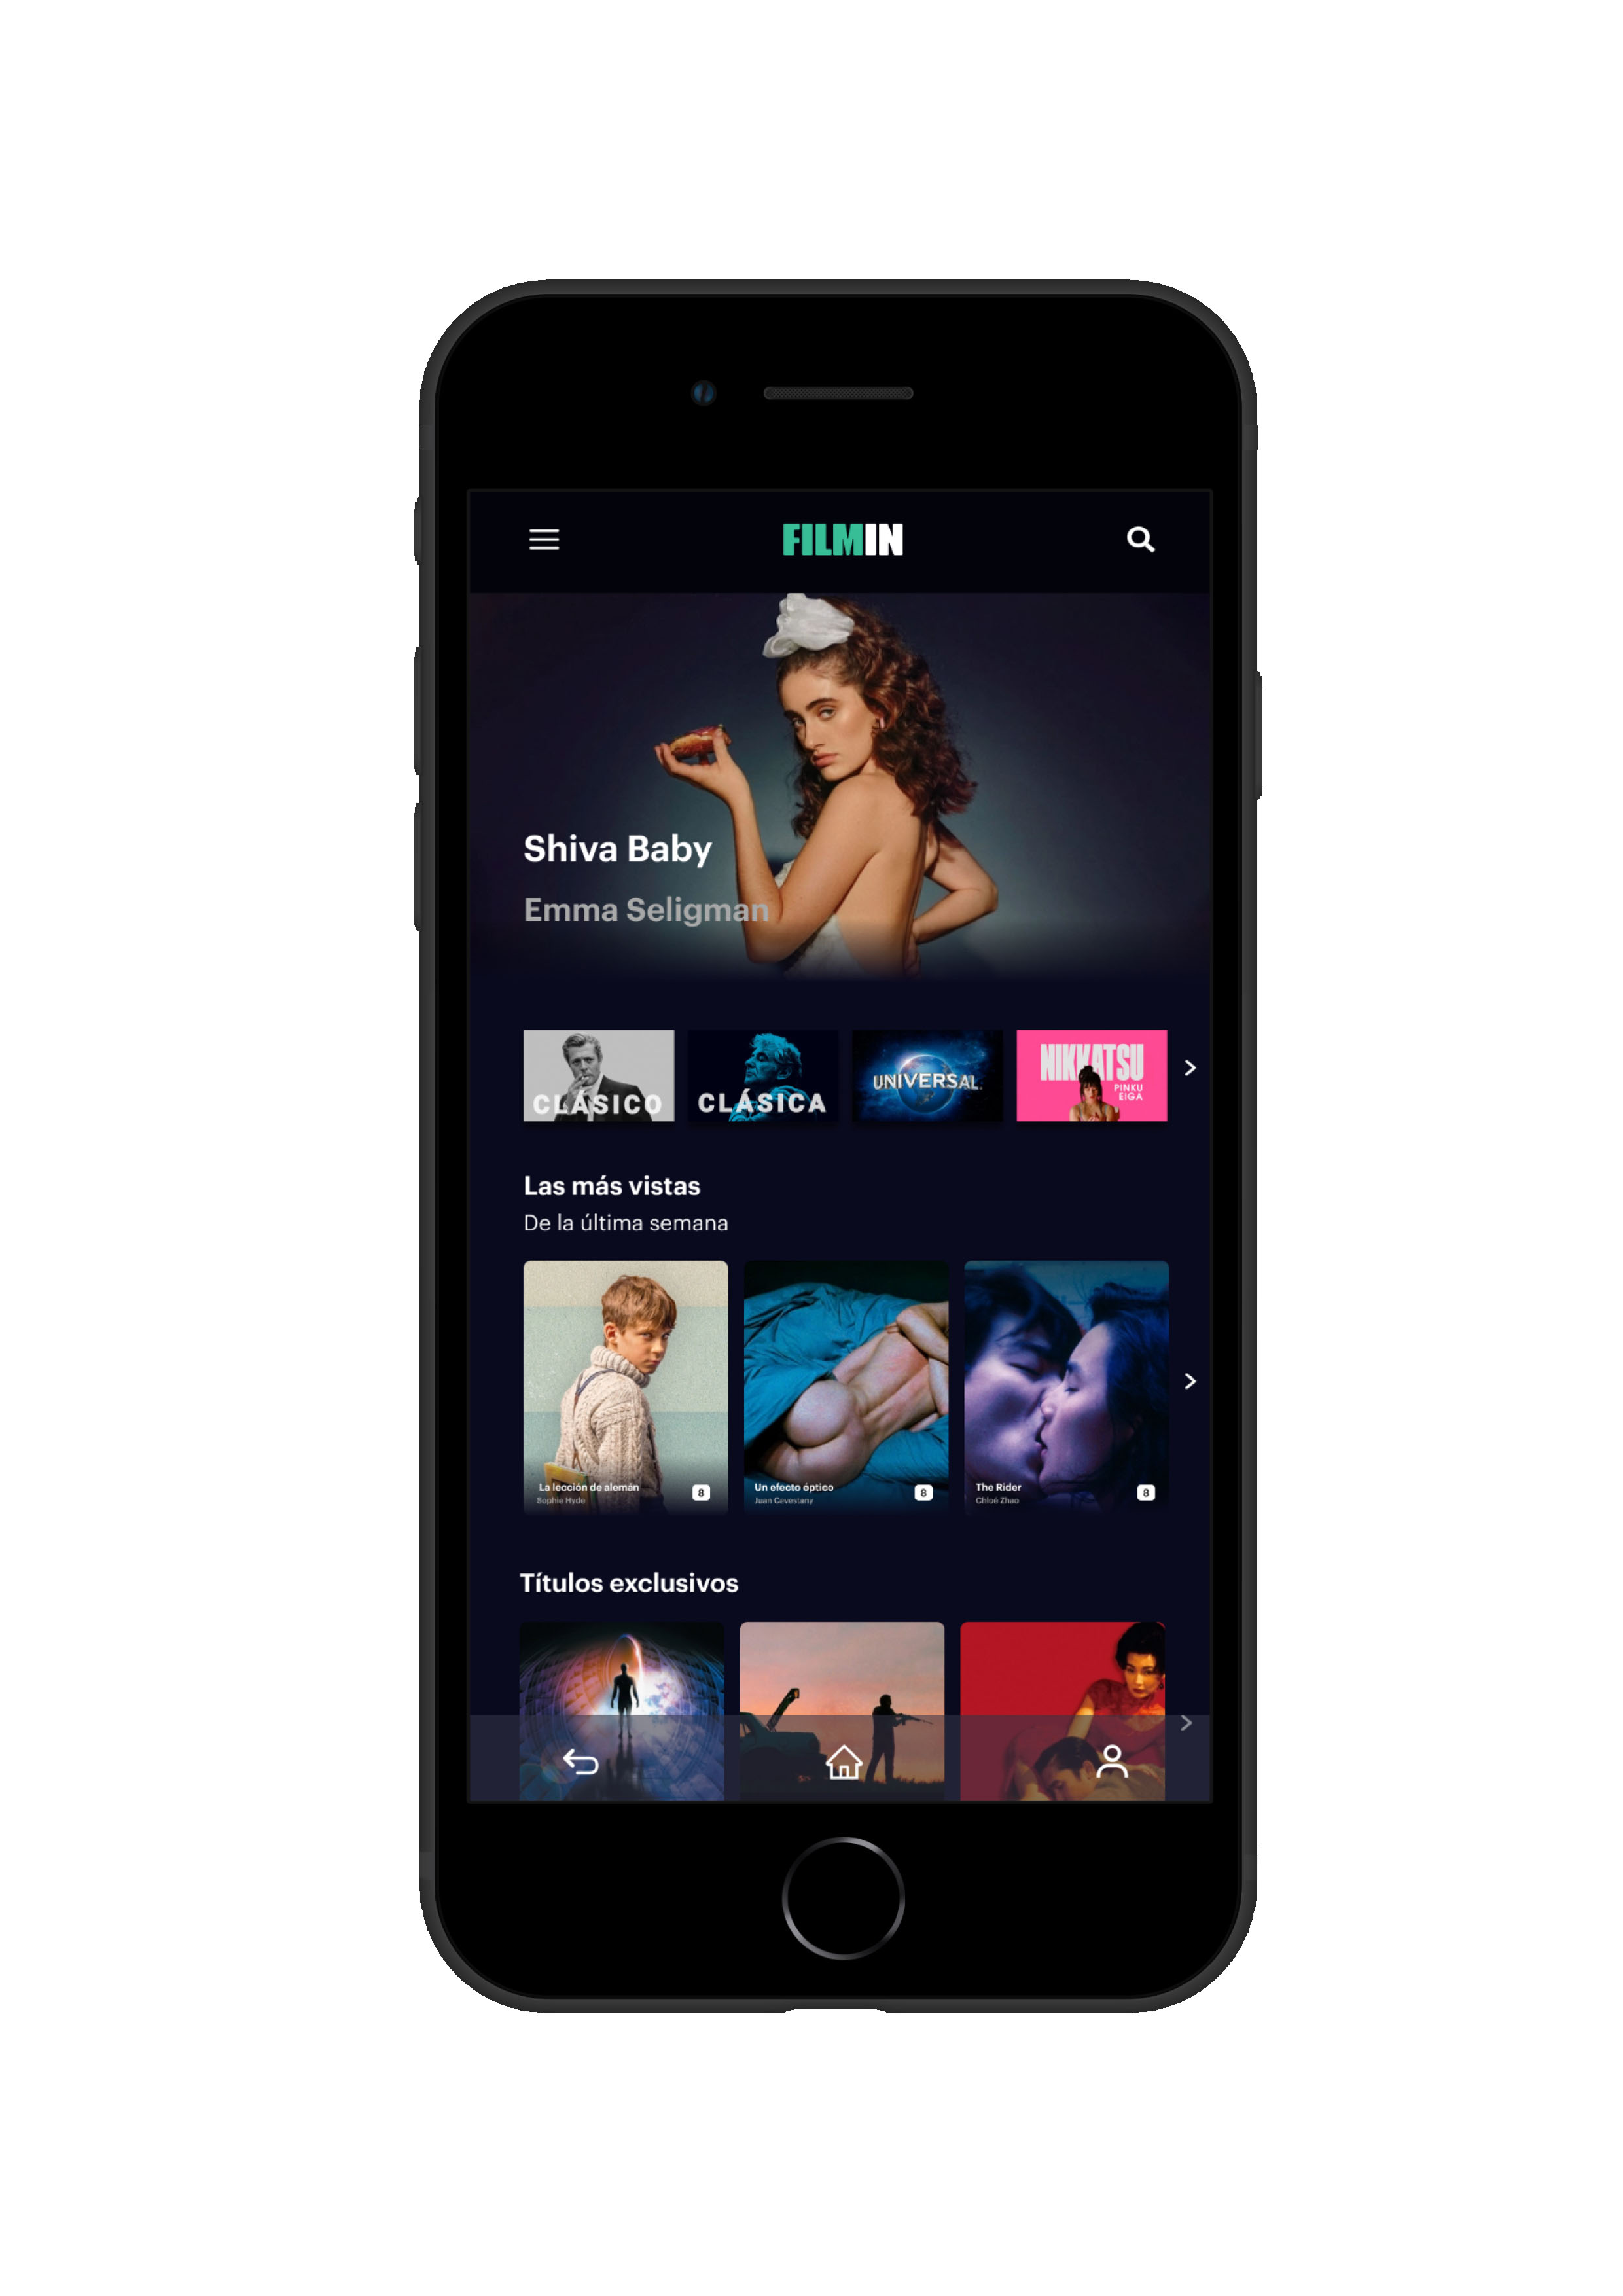 FILMIN
Shiva Baby
Emma Seligman
CLÁSICO
CLÁSICA
UNIVERSAL
NIKKATSU
PINKU
EIGA
Las más vistas
De la última semana
La lección de alemán
Sophie Hyde
8
Un efecto óptico
Juan Cavestany
8
The Rider
Chloé Zhao
8
Títulos exclusivos